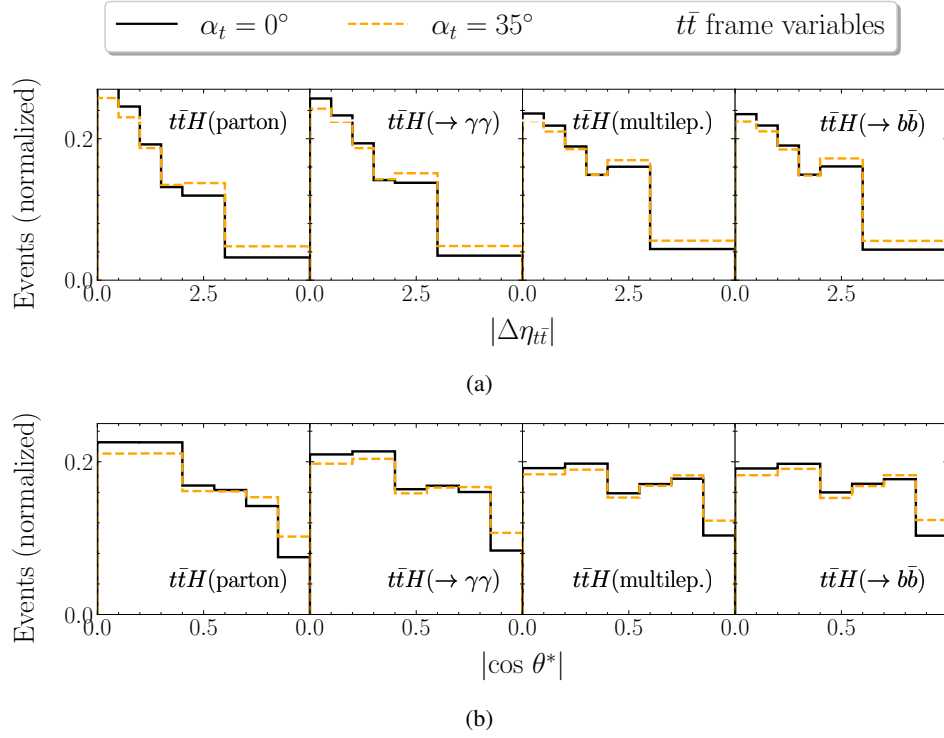 α_t = 0° α_t = 35° tt̄ frame variables
Events (normalized)
0.2
0.0
tt̄H(parton) tt̄H(→ γγ) tt̄H(multilep.) tt̄H(→ bb̄)
0.0 2.5 0.0 2.5 0.0 2.5 0.0 2.5
|Δη_tt̄|
(a)
Events (normalized)
0.2
0.0
tt̄H(parton) tt̄H(→ γγ) tt̄H(multilep.) tt̄H(→ bb̄)
0.0 0.5 0.0 0.5 0.0 0.5 0.0 0.5
|cos θ*|
(b)